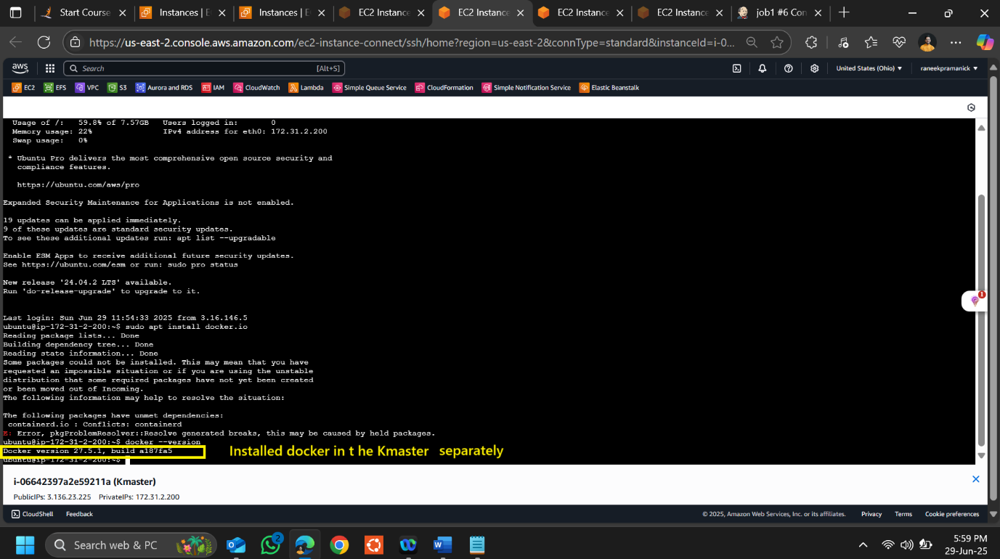 Start Course
Instances | E
Instances | E
EC2 Instance
EC2 Instance
EC2 Instance
EC2 Instance
job1 #6 Con
https://us-east-2.console.aws.amazon.com/ec2-instance-connect/ssh/home?region=us-east-2&connType=standard&instanceId=i-0...
aws
Search [Alt+S]
United States (Ohio)
raneekpramanick
EC2 EFS VPC S3 Aurora and RDS IAM CloudWatch Lambda Simple Queue Service CloudFormation Simple Notification Service Elastic Beanstalk
Usage of /: 59.8% of 7.57GB Users logged in: 0
Memory usage: 22% IPv4 address for eth0: 172.31.2.200
Swap usage: 0%
* Ubuntu Pro delivers the most comprehensive open source security and
compliance features.
https://ubuntu.com/aws/pro
Expanded Security Maintenance for Applications is not enabled.
19 updates can be applied immediately.
9 of these updates are standard security updates.
To see these additional updates run: apt list --upgradable
Enable ESM Apps to receive additional future security updates.
See https://ubuntu.com/esm or run: sudo pro status
New release '24.04.2 LTS' available.
Run 'do-release-upgrade' to upgrade to it.
Last login: Sun Jun 29 11:54:33 2025 from 3.16.146.5
ubuntu@ip-172-31-2-200:~$ sudo apt install docker.io
Reading package lists... Done
Building dependency tree... Done
Reading state information... Done
Some packages could not be installed. This may mean that you have
requested an impossible situation or if you are using the unstable
distribution that some required packages have not yet been created
or been moved out of Incoming.
The following information may help to resolve the situation:
The following packages have unmet dependencies:
containerd.io : Conflicts: containerd
E: Error, pkgProblemResolver::Resolve generated breaks, this may be caused by held packages.
ubuntu@ip-172-31-2-200:~$ docker --version
Docker version 27.5.1, build a187fa5
Installed docker in t he Kmaster separately
ubuntu@ip-172-31-2-200:~$
1
i-06642397a2e59211a (Kmaster)
PublicIPs: 3.136.23.225 PrivateIPs: 172.31.2.200
CloudShell Feedback © 2025, Amazon Web Services, Inc. or its affiliates. Privacy Terms Cookie preferences
Search web & PC
2
5:59 PM
29-Jun-25